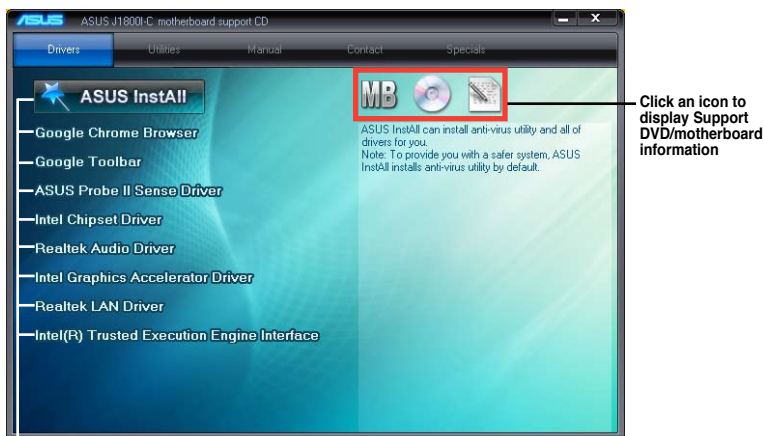 ASUS ASUS J1800I-C motherboard support CD
Drivers Utilities Manual Contact Specials
ASUS InstAll
Google Chrome Browser
Google Toolbar
ASUS Probe II Sense Driver
Intel Chipset Driver
Realtek Audio Driver
Intel Graphics Accelerator Driver
Realtek LAN Driver
Intel(R) Trusted Execution Engine Interface
MB
ASUS InstAll can install anti-virus utility and all of
drivers for you.
Note: To provide you with a safer system, ASUS
InstAll installs anti-virus utility by default.
Click an icon to
display Support
DVD/motherboard
information